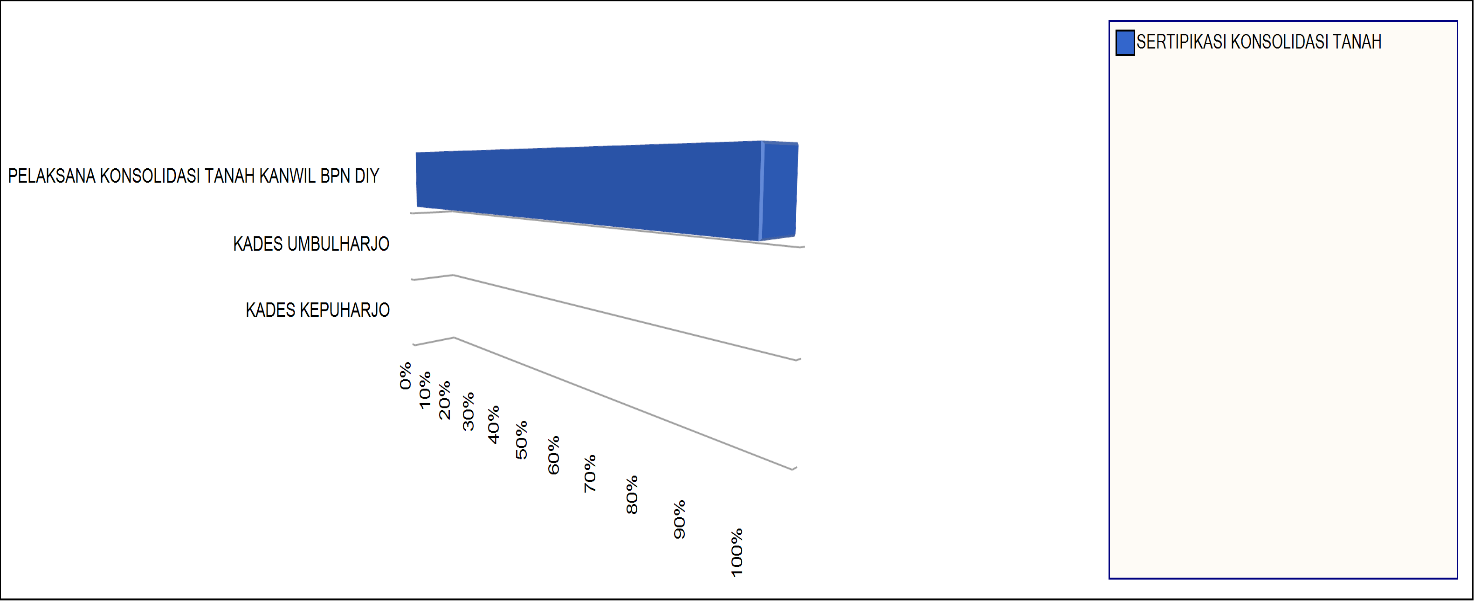 SERTIPIKASI KONSOLIDASI TANAH
PELAKSANA KONSOLIDASI TANAH KANWIL BPN DIY
KADES UMBULHARJO
KADES KEPUHARJO
0%
10%
20%
30%
40%
50%
60%
70%
80%
90%
100%